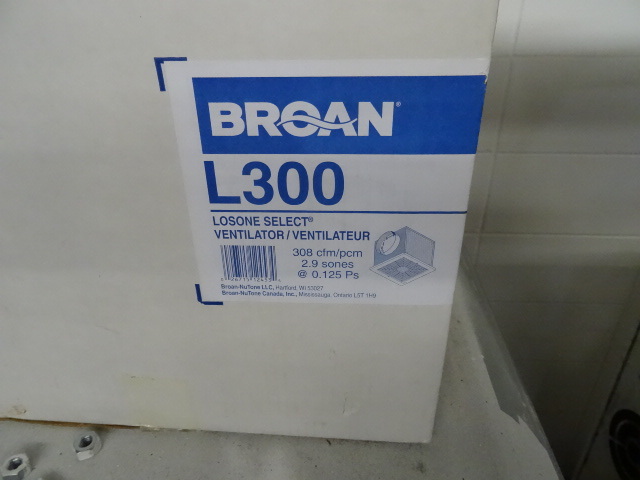 BROAN®
L300
LOSONE SELECT®
VENTILATOR / VENTILATEUR
308 cfm/pcm
2.9 sones
@ 0.125 Ps
Broan-NuTone LLC, Hartford, WI 53027
Broan-NuTone Canada, Inc., Mississauga, Ontario L5T 1H9